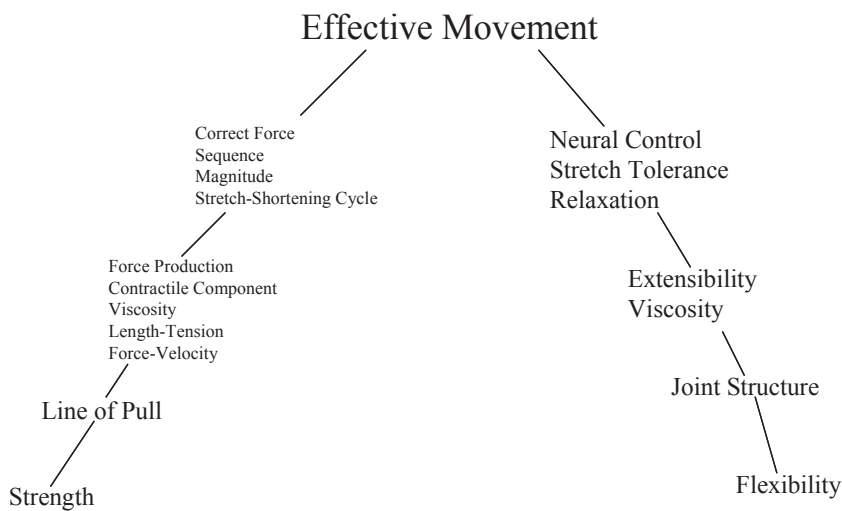 Effective Movement
Correct Force
Sequence
Magnitude
Stretch-Shortening Cycle
Neural Control
Stretch Tolerance
Relaxation
Force Production
Contractile Component
Viscosity
Length-Tension
Force-Velocity
Extensibility
Viscosity
Line of Pull
Joint Structure
Strength
Flexibility